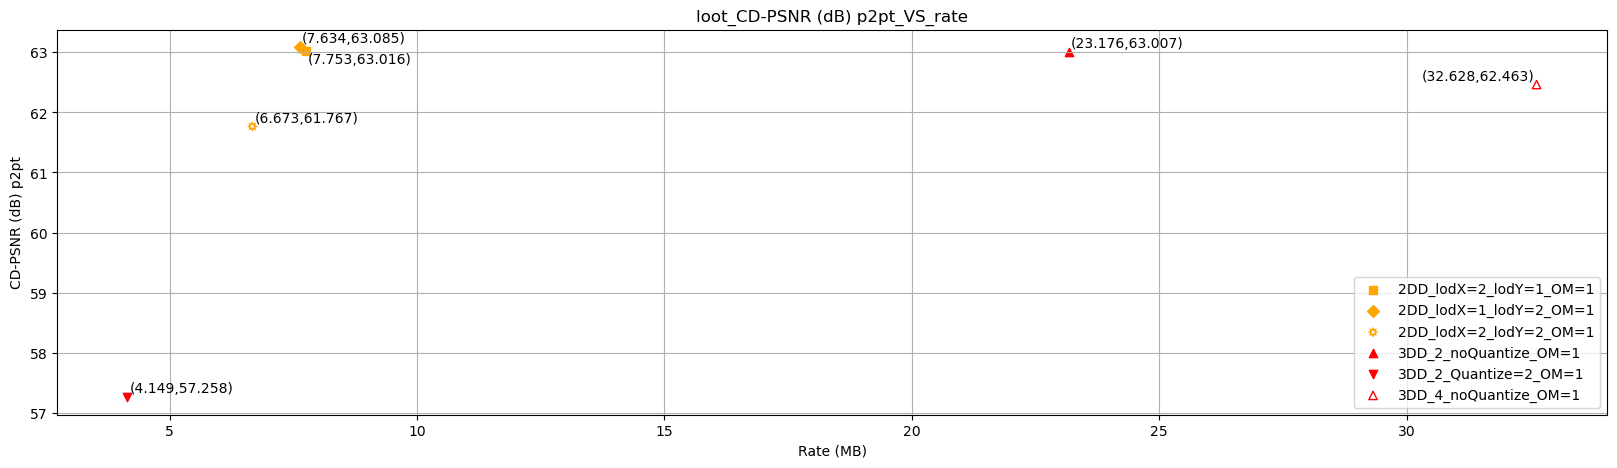 loot_CD-PSNR (dB) p2pt_VS_rate
CD-PSNR (dB) p2pt
63
62
61
60
59
58
57
(7.634,63.085)
(7.753,63.016)
(6.673,61.767)
(4.149,57.258)
(23.176,63.007)
(32.628,62.463)
2DD_lodX=2_lodY=1_OM=1
2DD_lodX=1_lodY=2_OM=1
2DD_lodX=2_lodY=2_OM=1
3DD_2_noQuantize_OM=1
3DD_2_Quantize=2_OM=1
3DD_4_noQuantize_OM=1
5
10
15
20
25
30
Rate (MB)